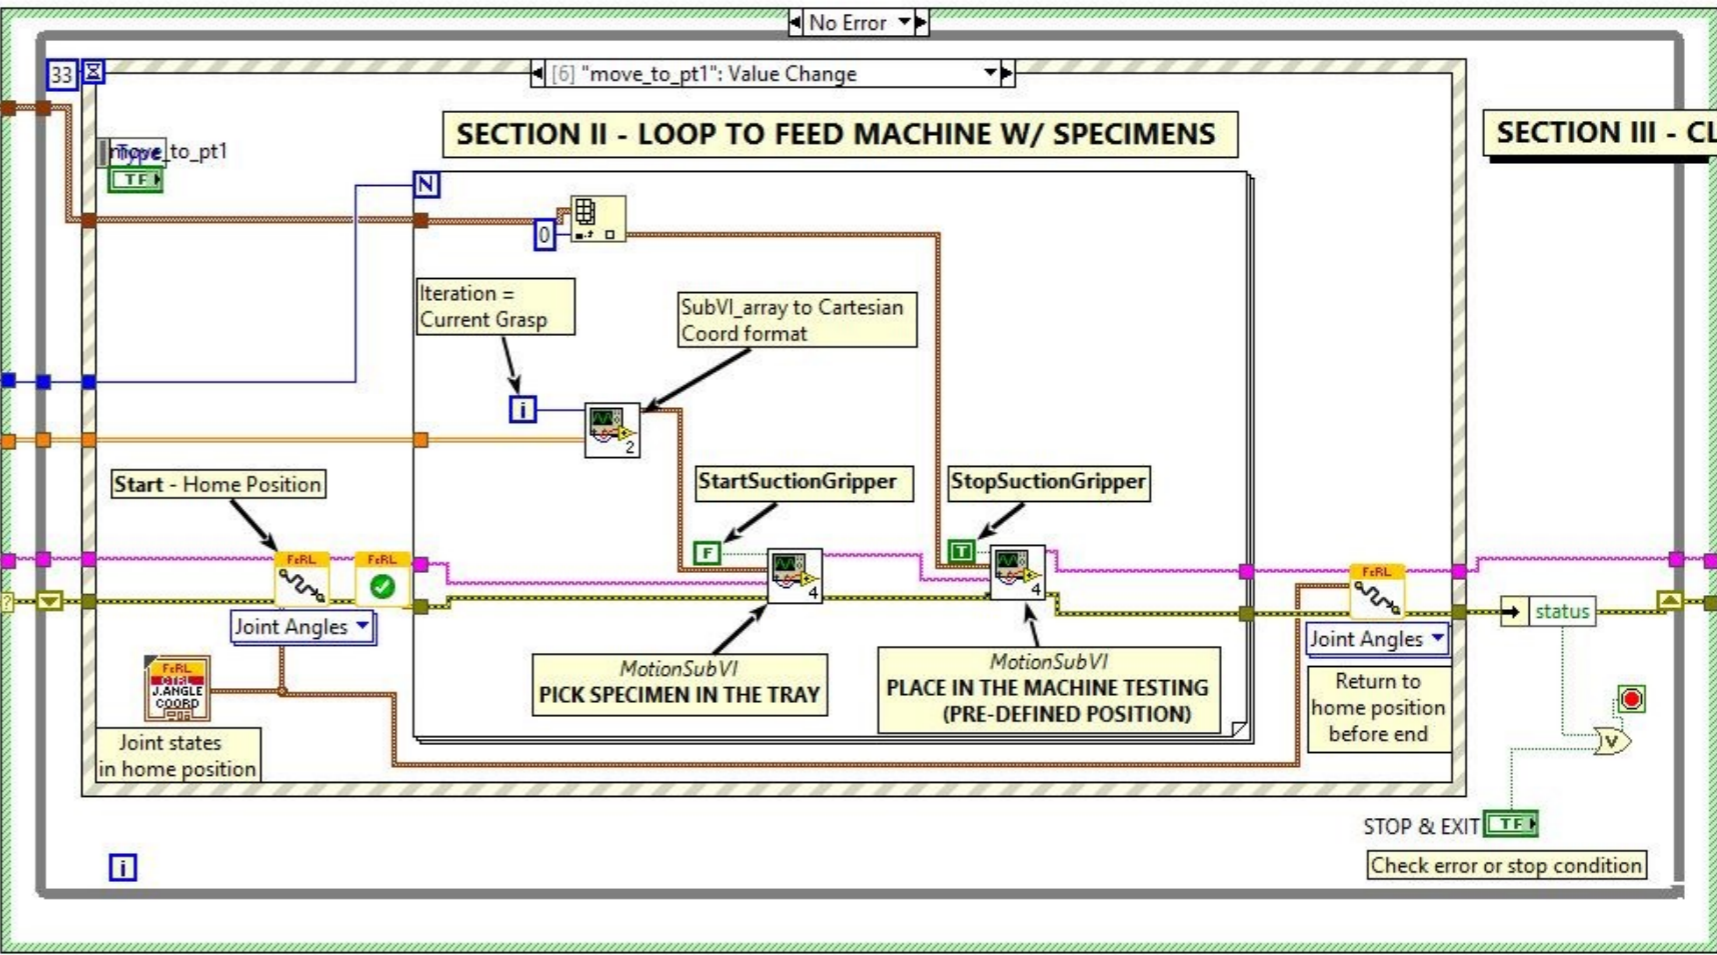 No Error
33
[6] "move_to_pt1": Value Change
SECTION II - LOOP TO FEED MACHINE W/ SPECIMENS
SECTION III - CL
Type
move_to_pt1
TF
N
0
Iteration =
Current Grasp
SubVI_array to Cartesian
Coord format
i
2
Start - Home Position
StartSuctionGripper
StopSuctionGripper
F
T
FeRL
FeRL
4
4
FeRL
?
Joint Angles
status
Joint Angles
FeRL
CTRL
J.ANGLE
COORD
MotionSubVI
PICK SPECIMEN IN THE TRAY
MotionSubVI
PLACE IN THE MACHINE TESTING
(PRE-DEFINED POSITION)
Return to
home position
before end
V
Joint states
in home position
STOP & EXIT
TF
i
Check error or stop condition